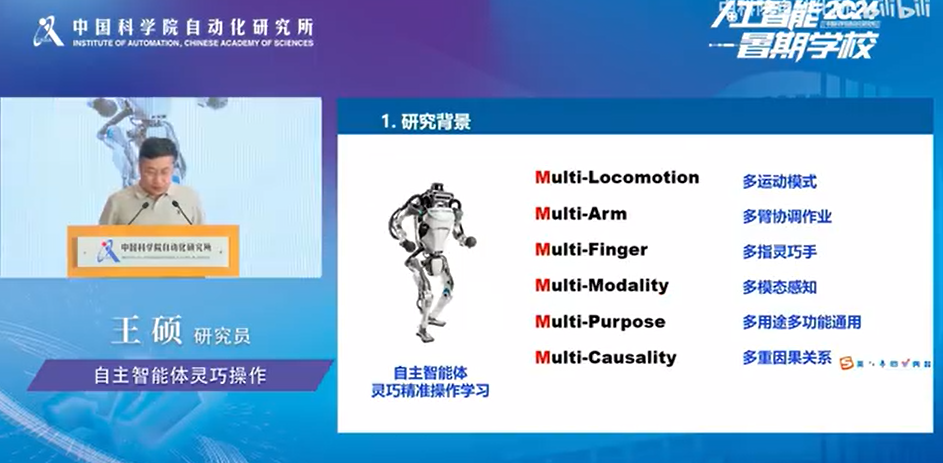 中国科学院自动化研究所
INSTITUTE OF AUTOMATION, CHINESE ACADEMY OF SCIENCES
人工智能2024
暑期学校
bilibili
中国科学院自动化研究所
王硕 研究员
自主智能体灵巧操作
1. 研究背景
Multi-Locomotion 多运动模式
Multi-Arm 多臂协调作业
Multi-Finger 多指灵巧手
Multi-Modality 多模态感知
Multi-Purpose 多用途多功能通用
Multi-Causality 多重因果关系
自主智能体
灵巧精准操作学习